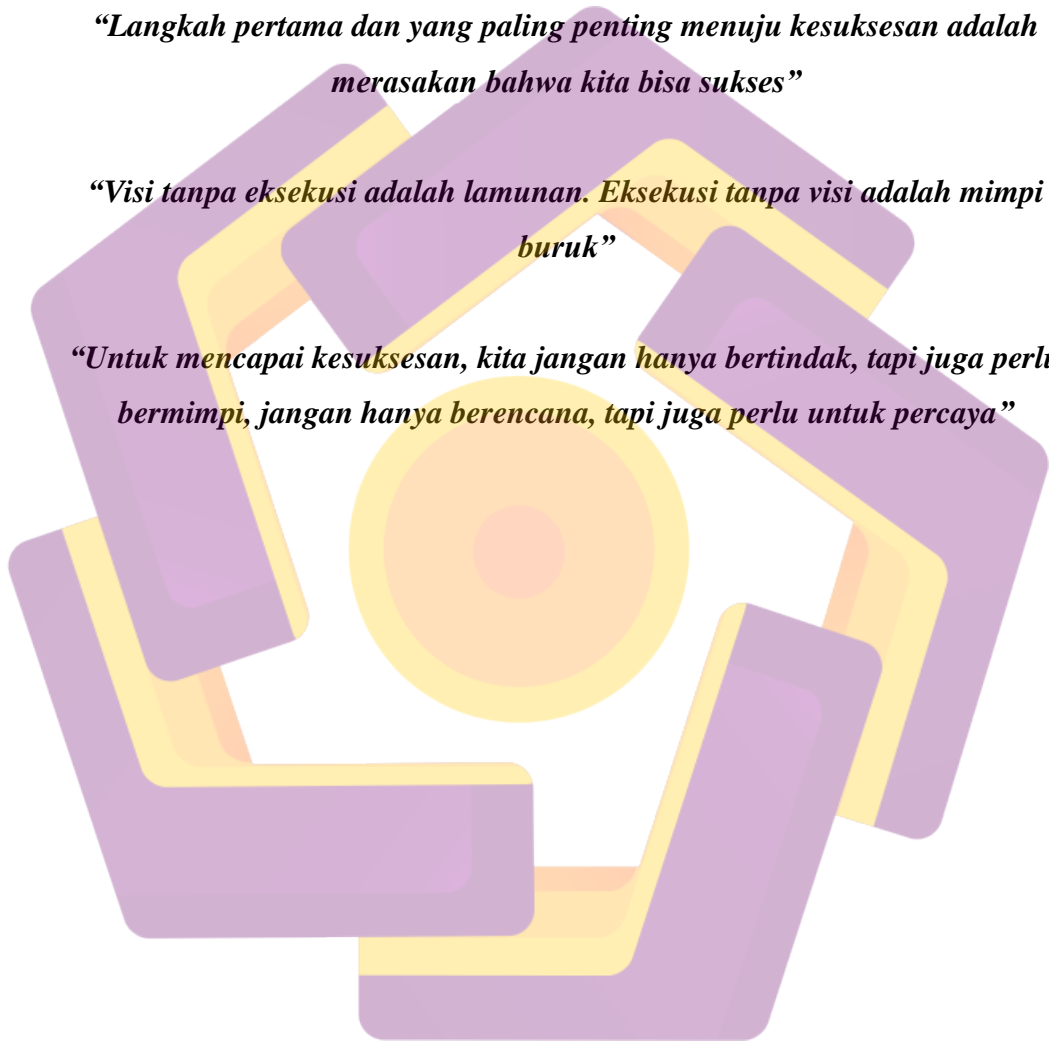 “Langkah pertama dan yang paling penting menuju kesuksesan adalah
merasakan bahwa kita bisa sukses”
“Visi tanpa eksekusi adalah lamunan. Eksekusi tanpa visi adalah mimpi
buruk”
“Untuk mencapai kesuksesan, kita jangan hanya bertindak, tapi juga perlu
bermimpi, jangan hanya berencana, tapi juga perlu untuk percaya”